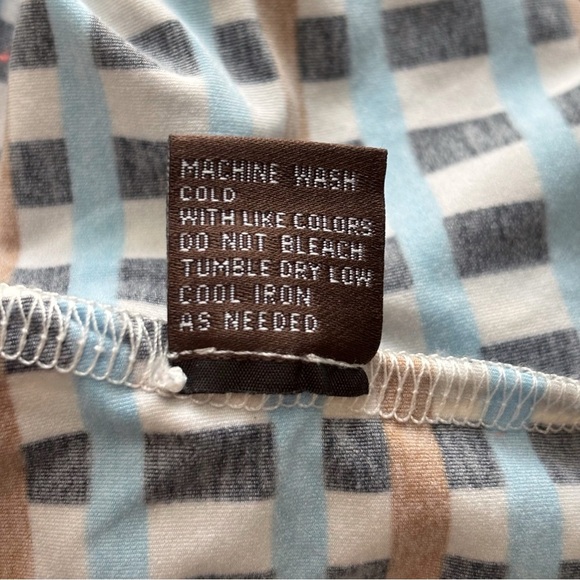 MACHINE WASH
COLD
WITH LIKE COLORS
DO NOT BLEACH
TUMBLE DRY LOW
COOL IRON
AS NEEDED